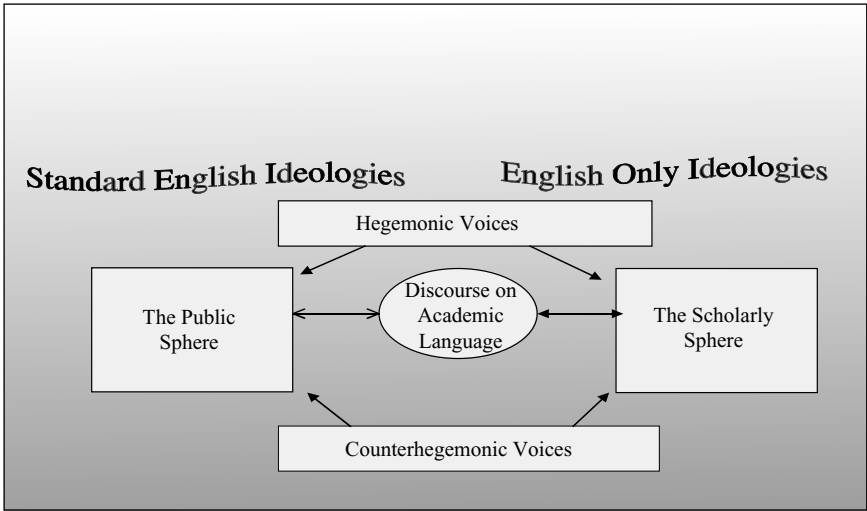 Standard English Ideologies
English Only Ideologies
Hegemonic Voices
The Public
Sphere
Discourse on
Academic
Language
The Scholarly
Sphere
Counterhegemonic Voices